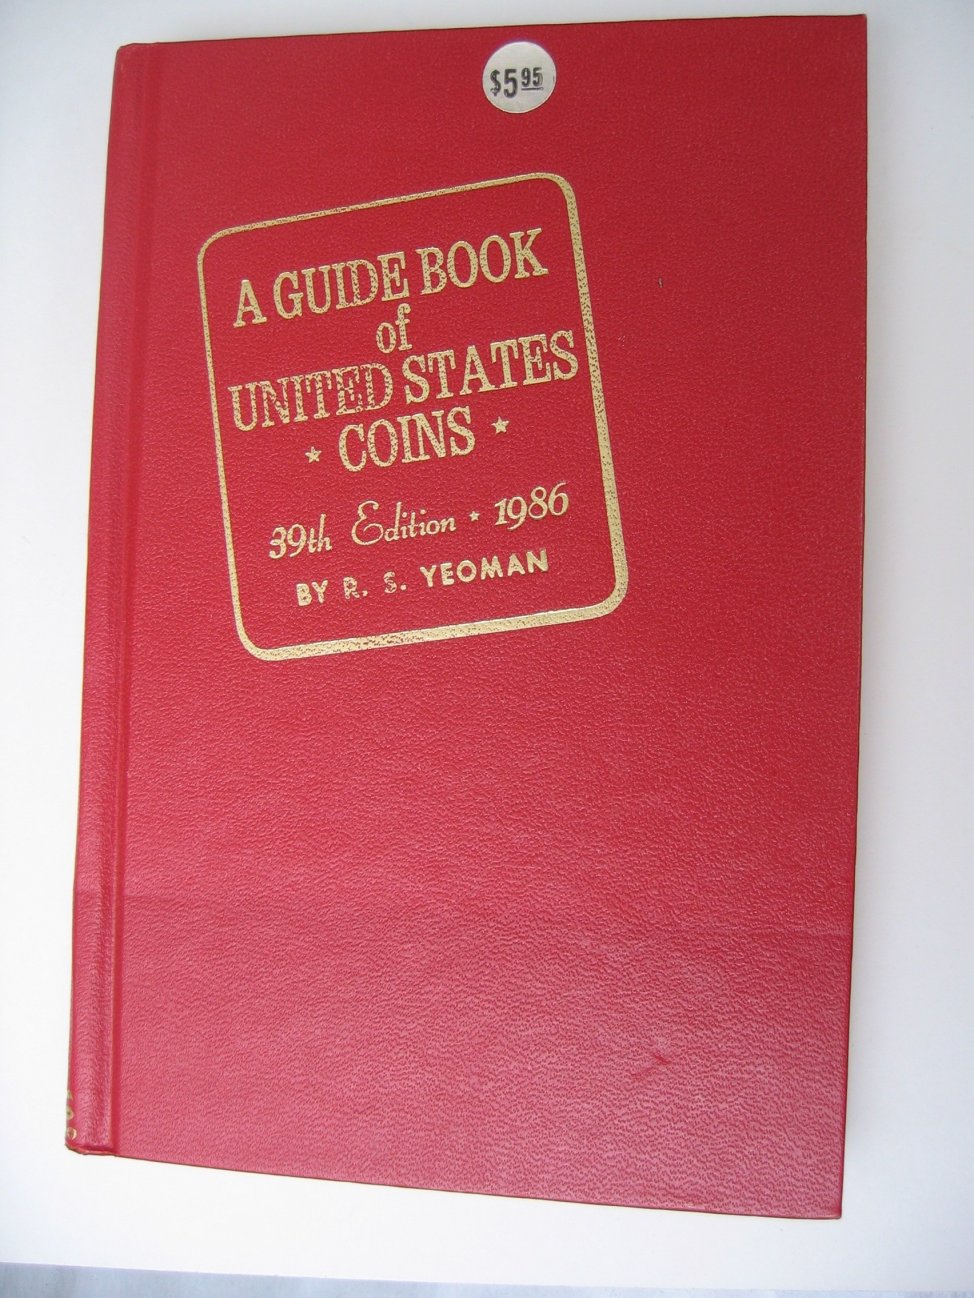 $5.95
A GUIDE BOOK
of
UNITED STATES
* COINS *
39th Edition * 1986
BY R. S. YEOMAN